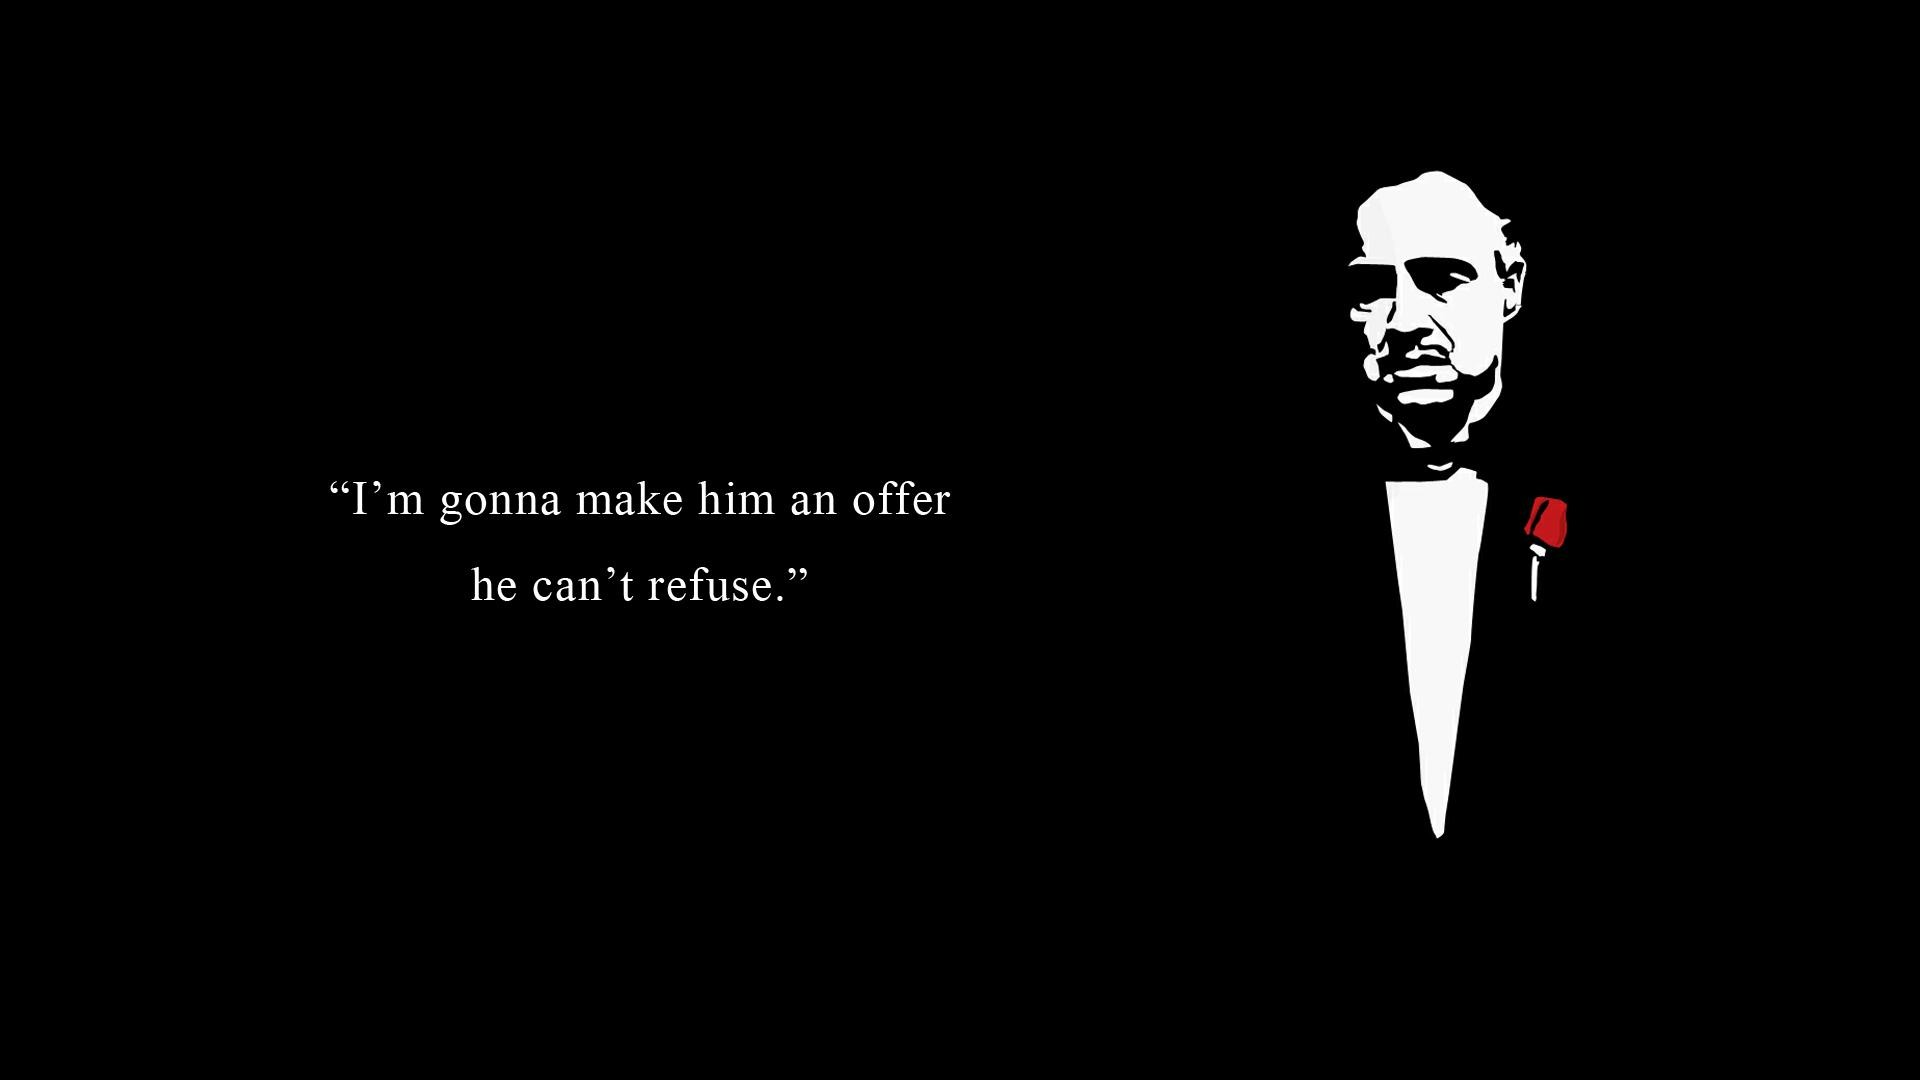 “I’m gonna make him an offer
he can’t refuse.”